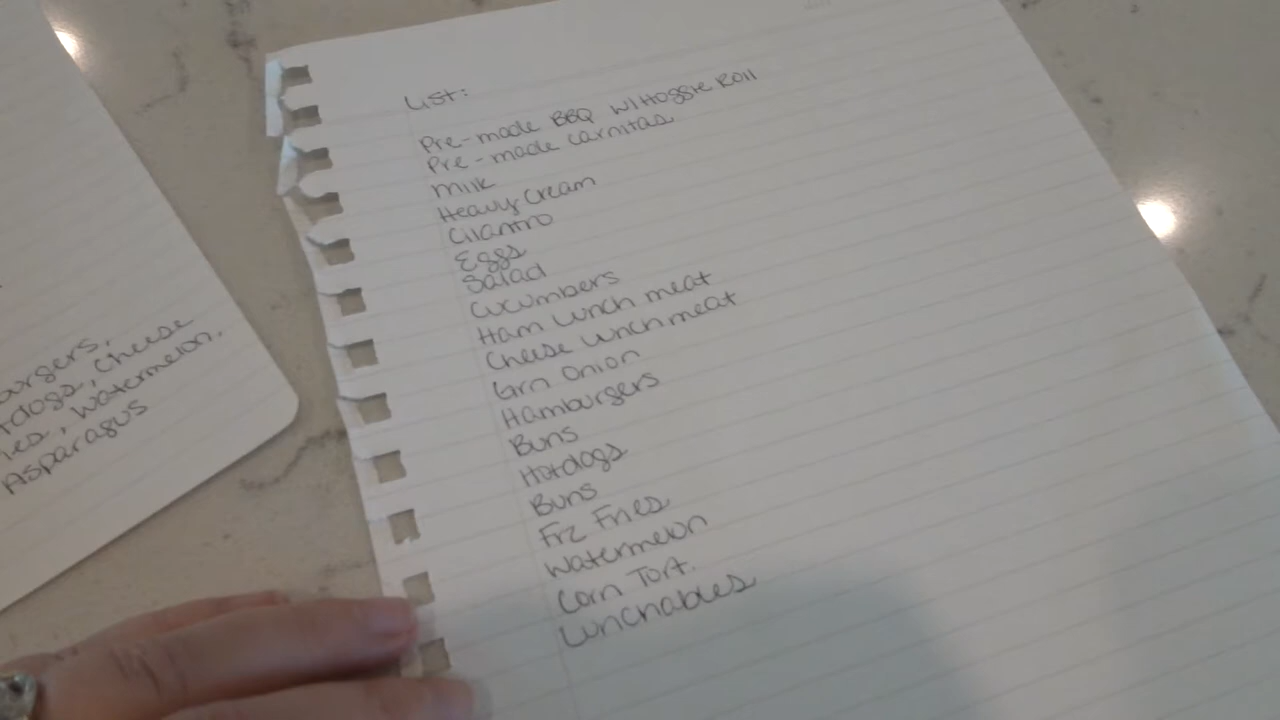 List:
Pre-made BBQ w/Hoggie Roll
Pre-made carnitas
Milk
Heavy Cream
Cilantro
Eggs
Salad
Cucumbers
Ham Lunch meat
Cheese Lunch meat
Grn Onion
Hamburgers
Buns
Hotdogs
Buns
Frz Fries
Watermelon
Corn Tort.
Lunchables
urgers,
tdogs, Cheese
ies, Watermelon,
Asparagus